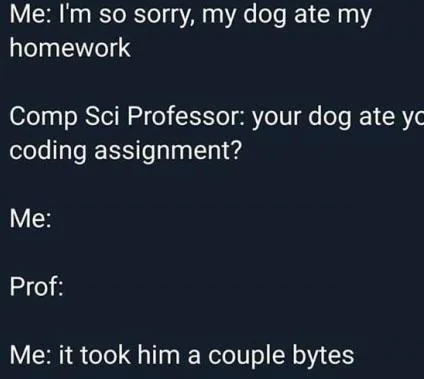 Me: I'm so sorry, my dog ate my
homework
Comp Sci Professor: your dog ate yo
coding assignment?
Me:
Prof:
Me: it took him a couple bytes